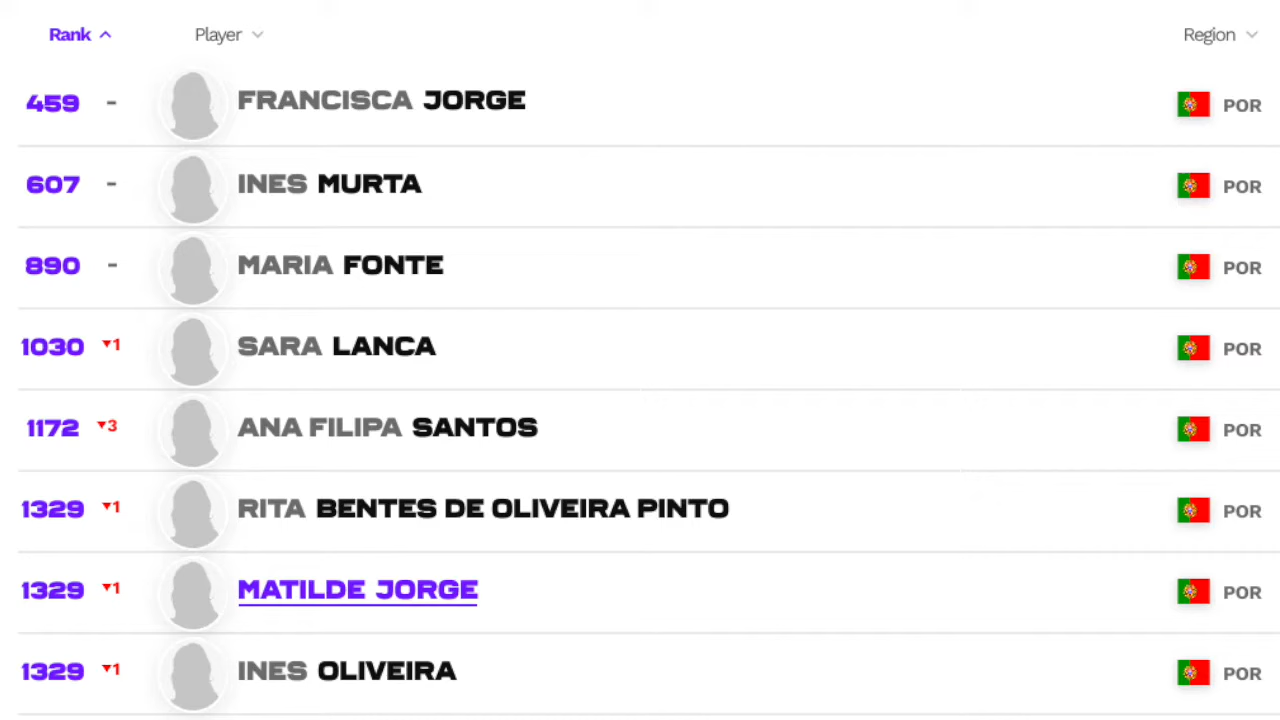 Rank Player Region
459 - FRANCISCA JORGE POR
607 - INES MURTA POR
890 - MARIA FONTE POR
1030 ▼1 SARA LANCA POR
1172 ▼3 ANA FILIPA SANTOS POR
1329 ▼1 RITA BENTES DE OLIVEIRA PINTO POR
1329 ▼1 MATILDE JORGE POR
1329 ▼1 INES OLIVEIRA POR